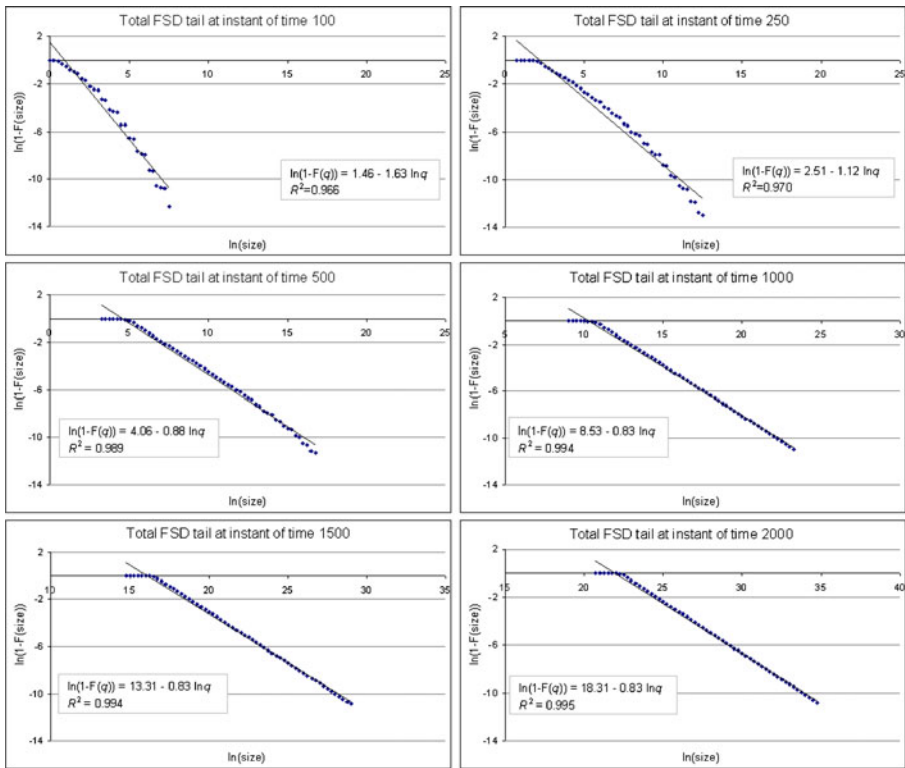 Total FSD tail at instant of time 100
2
0 5 10 15 20 25
-2
-6
-10
-14
ln(1-F(size))
ln(size)
ln(1-F(q)) = 1.46 - 1.63 lnq
R²=0.966
Total FSD tail at instant of time 250
2
0 5 10 15 20 25
-2
-6
-10
-14
ln(1-F(size))
ln(size)
ln(1-F(q)) = 2.51 - 1.12 lnq
R²=0.970
Total FSD tail at instant of time 500
2
0 5 10 15 20 25
-2
-6
-10
-14
ln(1-F(size))
ln(size)
ln(1-F(q)) = 4.06 - 0.88 lnq
R² = 0.989
Total FSD tail at instant of time 1000
2
5 10 15 20 25 30
-2
-6
-10
-14
ln(1-F(size))
ln(size)
ln(1-F(q)) = 8.53 - 0.83 lnq
R² = 0.994
Total FSD tail at instant of time 1500
2
10 15 20 25 30 35
-2
-6
-10
-14
ln(1-F(size))
ln(size)
ln(1-F(q)) = 13.31 - 0.83 lnq
R² = 0.994
Total FSD tail at instant of time 2000
2
15 20 25 30 35 40
-2
-6
-10
-14
ln(1-F(size))
ln(size)
ln(1-F(q)) = 18.31 - 0.83 lnq
R² = 0.995